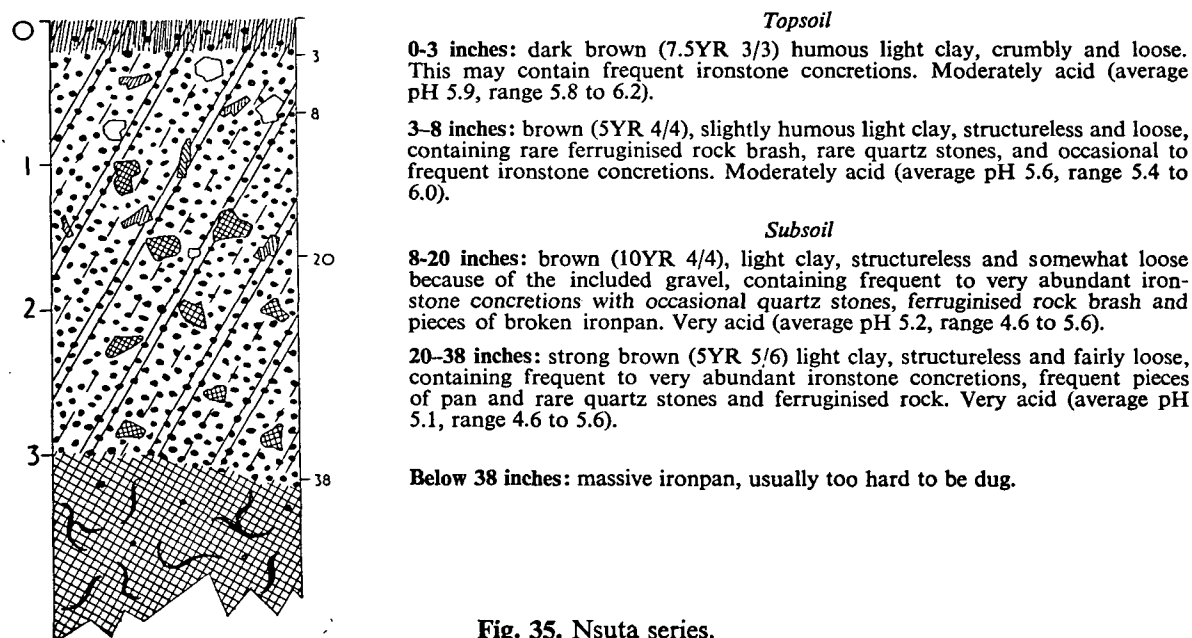 O
1
2
3
3
8
20
38
Topsoil
0-3 inches: dark brown (7.5YR 3/3) humous light clay, crumbly and loose.
This may contain frequent ironstone concretions. Moderately acid (average
pH 5.9, range 5.8 to 6.2).
3–8 inches: brown (5YR 4/4), slightly humous light clay, structureless and loose,
containing rare ferruginised rock brash, rare quartz stones, and occasional to
frequent ironstone concretions. Moderately acid (average pH 5.6, range 5.4 to
6.0).
Subsoil
8-20 inches: brown (10YR 4/4), light clay, structureless and somewhat loose
because of the included gravel, containing frequent to very abundant iron-
stone concretions with occasional quartz stones, ferruginised rock brash and
pieces of broken ironpan. Very acid (average pH 5.2, range 4.6 to 5.6).
20–38 inches: strong brown (5YR 5/6) light clay, structureless and fairly loose,
containing frequent to very abundant ironstone concretions, frequent pieces
of pan and rare quartz stones and ferruginised rock. Very acid (average pH
5.1, range 4.6 to 5.6).
Below 38 inches: massive ironpan, usually too hard to be dug.
Fig. 35. Nsuta series.